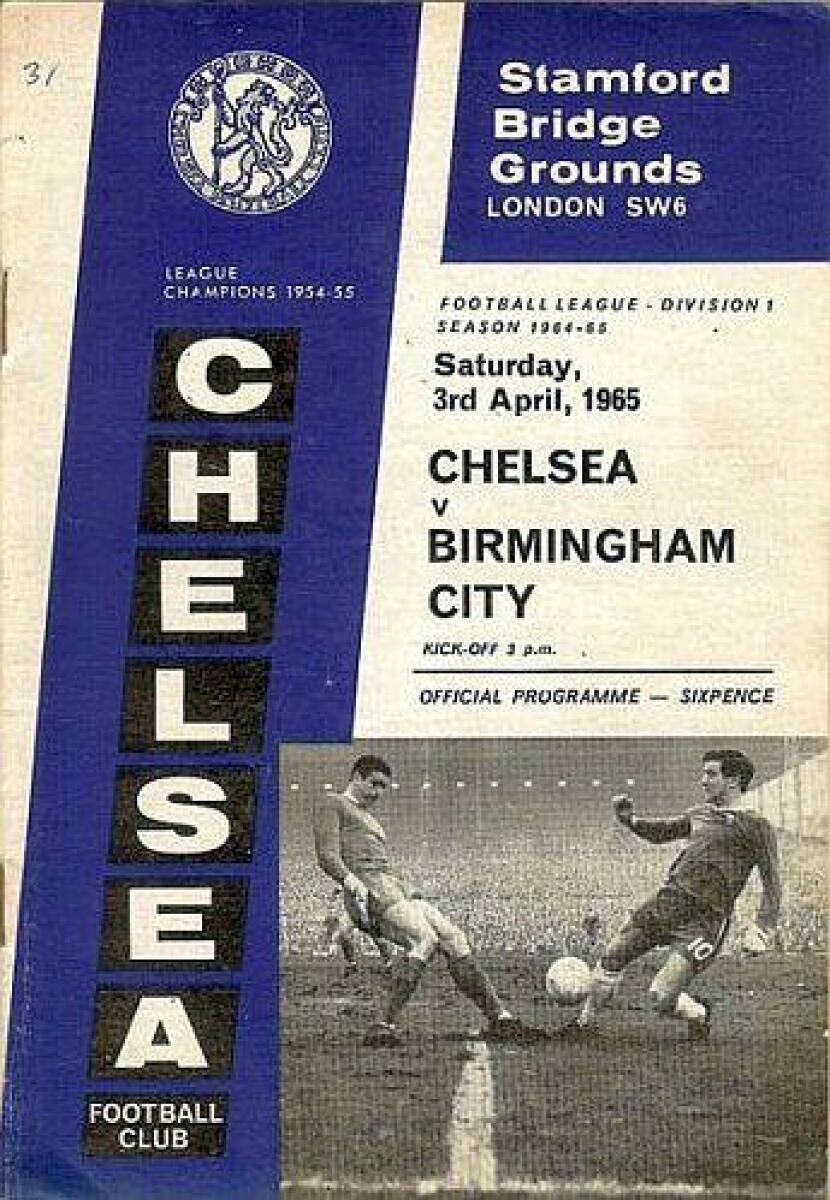 31
Stamford
Bridge
Grounds
LONDON SW6
LEAGUE
CHAMPIONS 1954-55
FOOTBALL LEAGUE - DIVISION 1
SEASON 1964-65
Saturday,
3rd April, 1965
CHELSEA
v
BIRMINGHAM
CITY
KICK-OFF 3 p.m.
OFFICIAL PROGRAMME — SIXPENCE
CHELSEA
FOOTBALL
CLUB
10